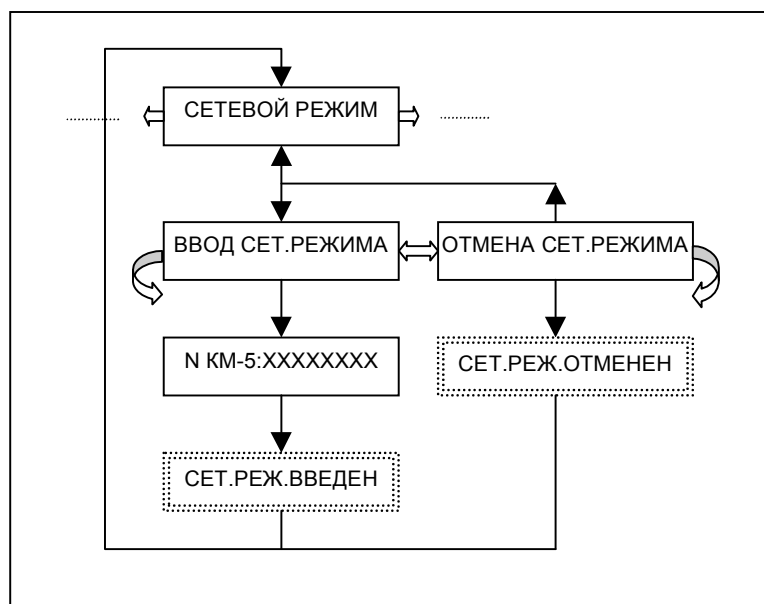 СЕТЕВОЙ РЕЖИМ
ВВОД СЕТ.РЕЖИМА
ОТМЕНА СЕТ.РЕЖИМА
N КМ-5:XXXXXXXX
СЕТ.РЕЖ.ОТМЕНЕН
СЕТ.РЕЖ.ВВЕДЕН